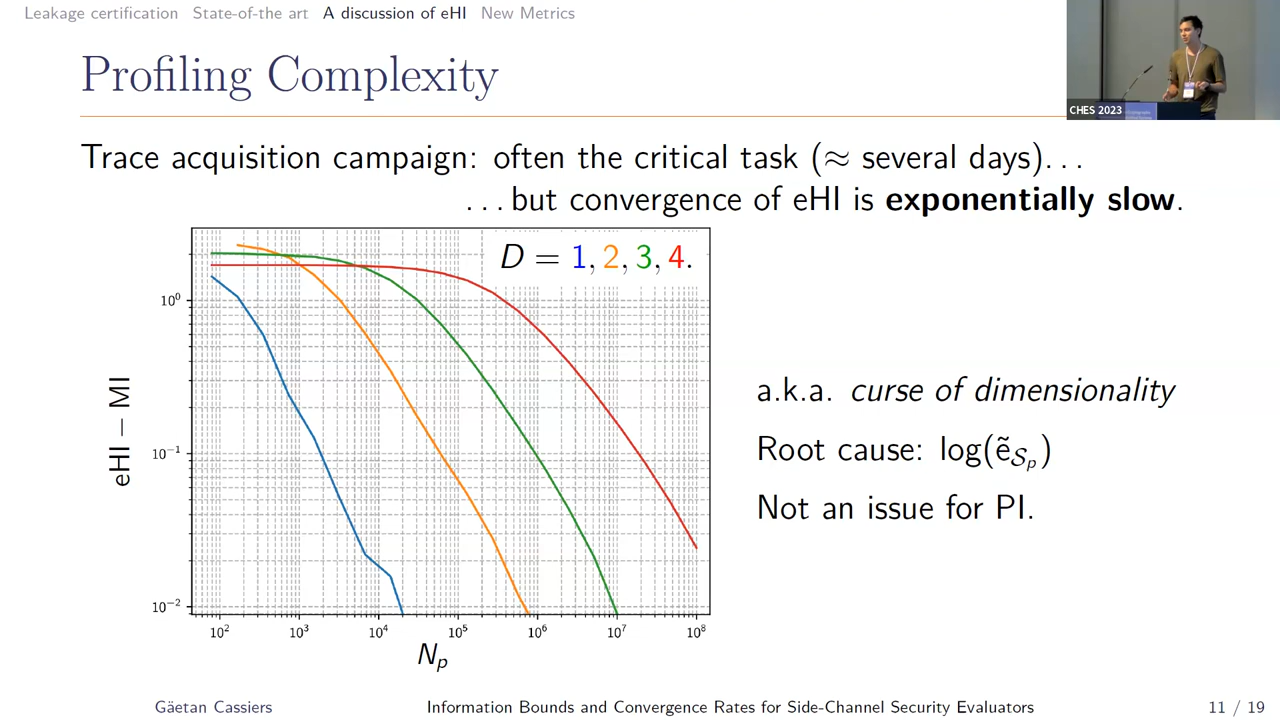 Leakage certification State-of-the art A discussion of eHI New Metrics
Profiling Complexity
CHES 2023
Trace acquisition campaign: often the critical task (≈ several days)...
...but convergence of eHI is exponentially slow.
D = 1, 2, 3, 4.
10⁰
10⁻¹
10⁻²
eHI − MI
10² 10³ 10⁴ 10⁵ 10⁶ 10⁷ 10⁸
Nₚ
a.k.a. curse of dimensionality
Root cause: log(ẽ_{𝒮ₚ})
Not an issue for PI.
Gäetan Cassiers Information Bounds and Convergence Rates for Side-Channel Security Evaluators 11 / 19